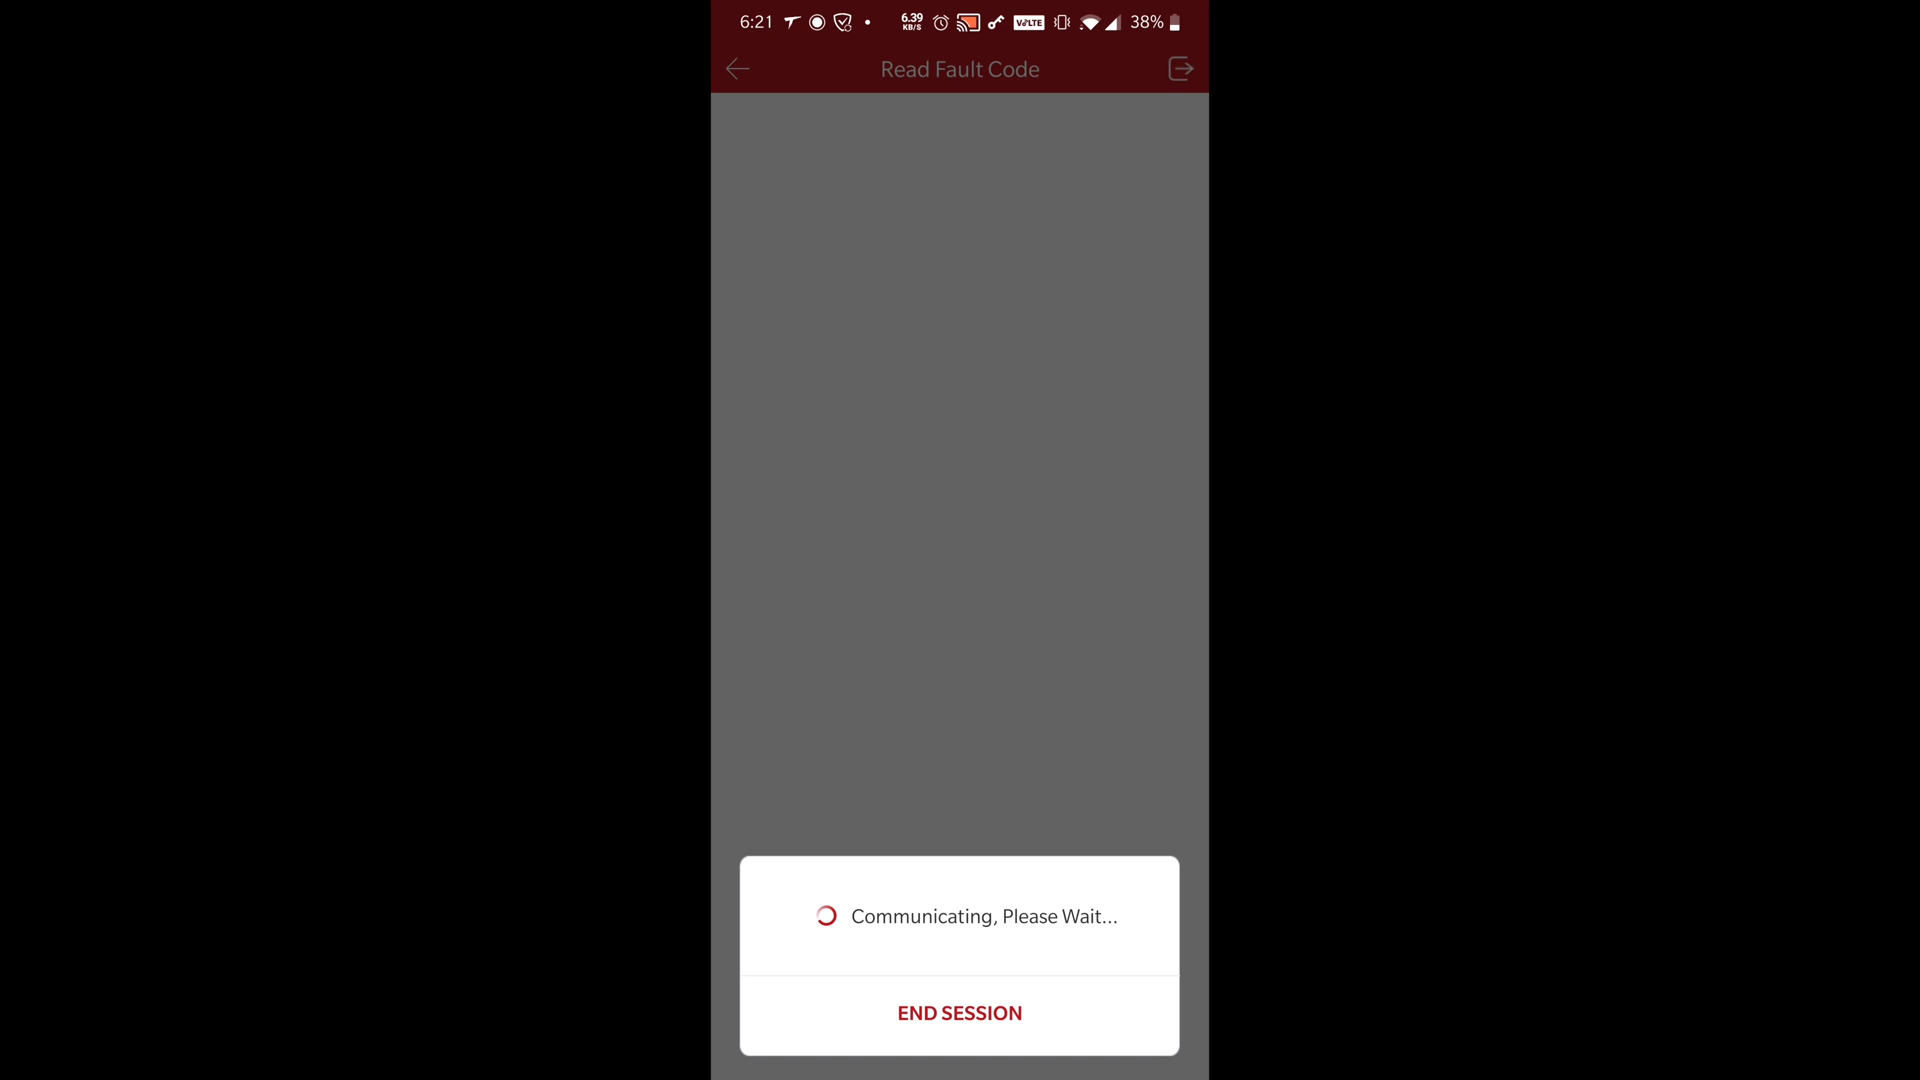 6:21 6.39 KB/S VoLTE 38%
Read Fault Code
Communicating, Please Wait...
END SESSION